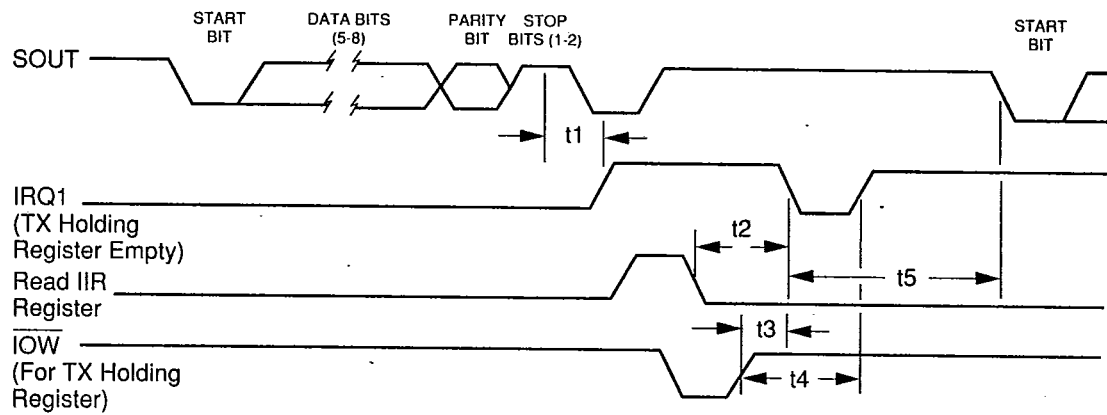 START
BIT
DATA BITS
(5-8)
PARITY
BIT
STOP
BITS (1-2)
START
BIT
SOUT
t1
IRQ1
(TX Holding
Register Empty)
t2
t5
Read IIR
Register
t3
IOW
(For TX Holding
Register)
t4